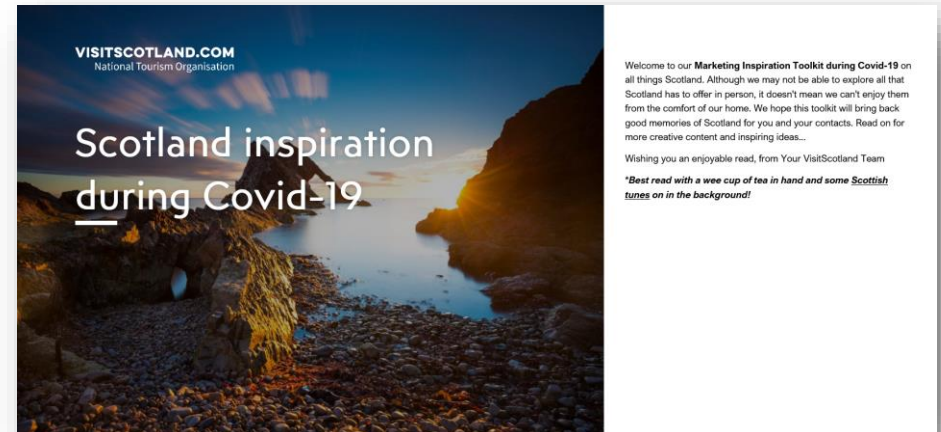 VISITSCOTLAND.COM
National Tourism Organisation
Scotland inspiration
during Covid-19
Welcome to our Marketing Inspiration Toolkit during Covid-19 on
all things Scotland. Although we may not be able to explore all that
Scotland has to offer in person, it doesn't mean we can't enjoy them
from the comfort of our home. We hope this toolkit will bring back
good memories of Scotland for you and your contacts. Read on for
more creative content and inspiring ideas...
Wishing you an enjoyable read, from Your VisitScotland Team
*Best read with a wee cup of tea in hand and some Scottish
tunes on in the background!